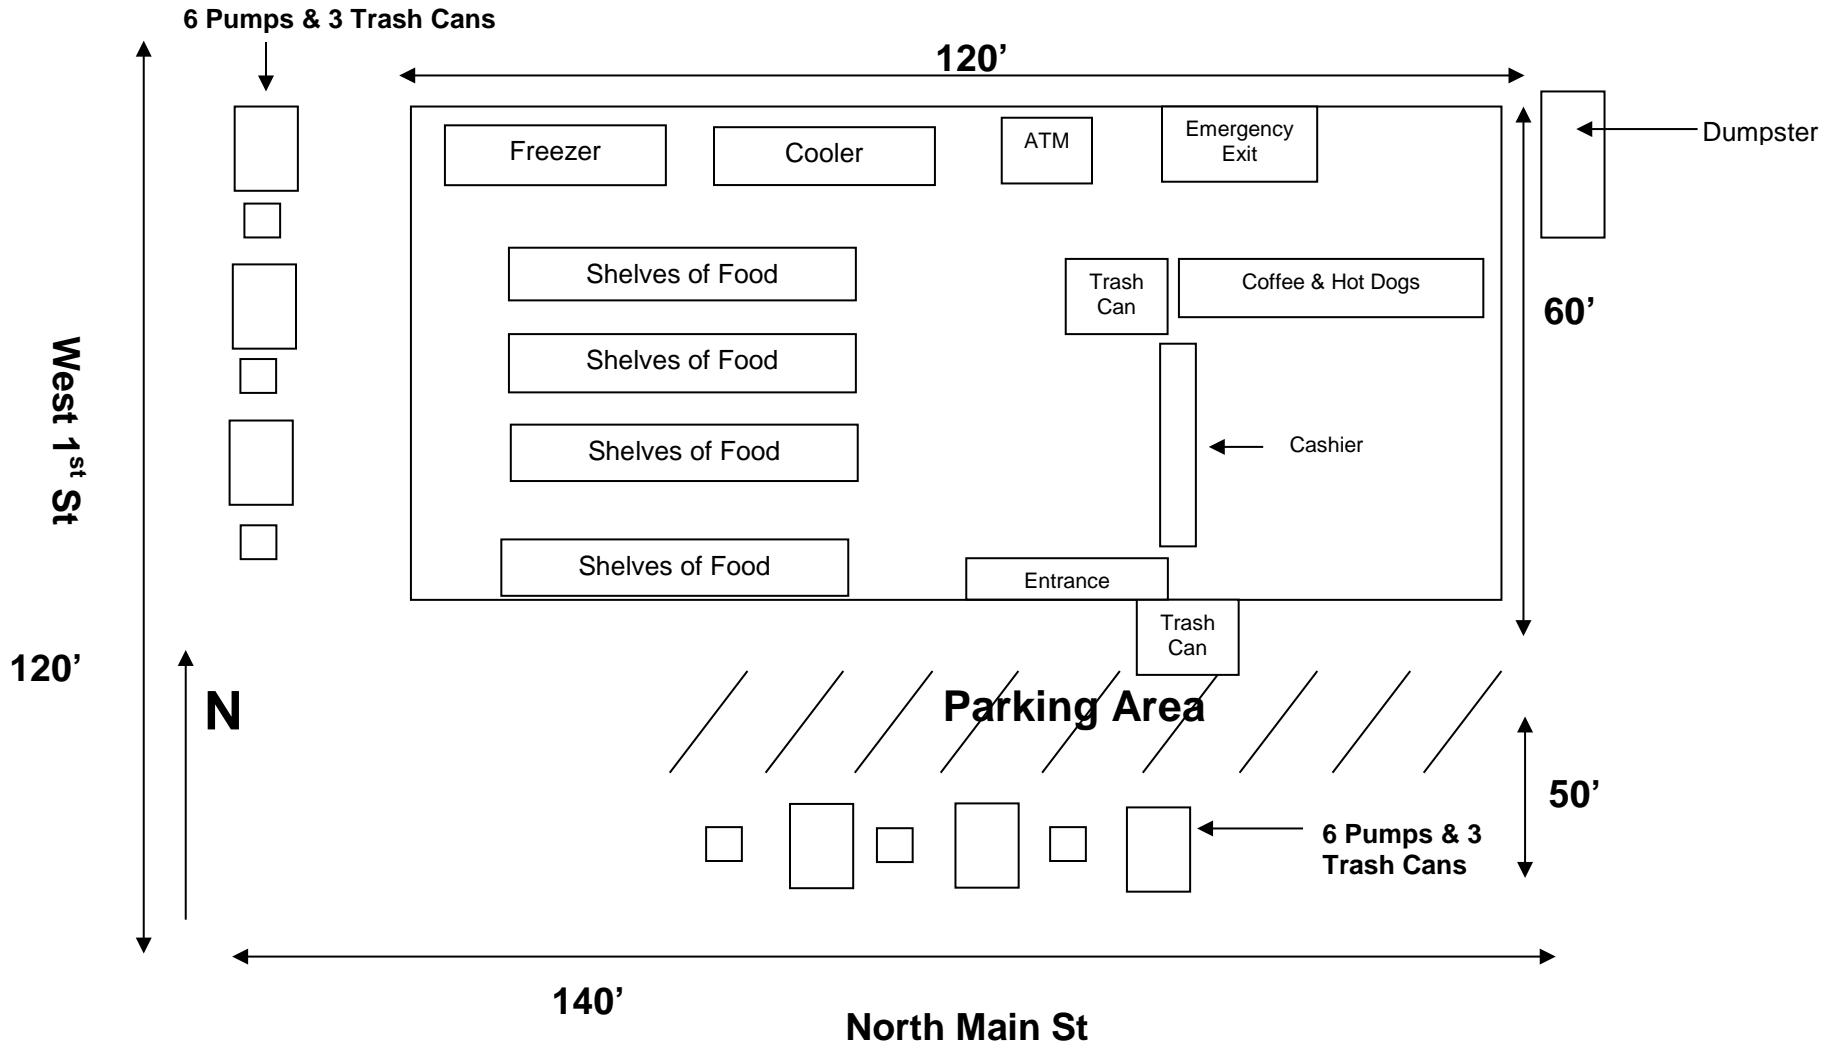 6 Pumps & 3 Trash Cans
120’
Freezer
Cooler
ATM
Emergency
Exit
Dumpster
Shelves of Food
Trash
Can
Coffee & Hot Dogs
60’
Shelves of Food
West 1st St
Shelves of Food
Cashier
Shelves of Food
Entrance
Trash
Can
120’
N
Parking Area
50’
6 Pumps & 3
Trash Cans
140’
North Main St